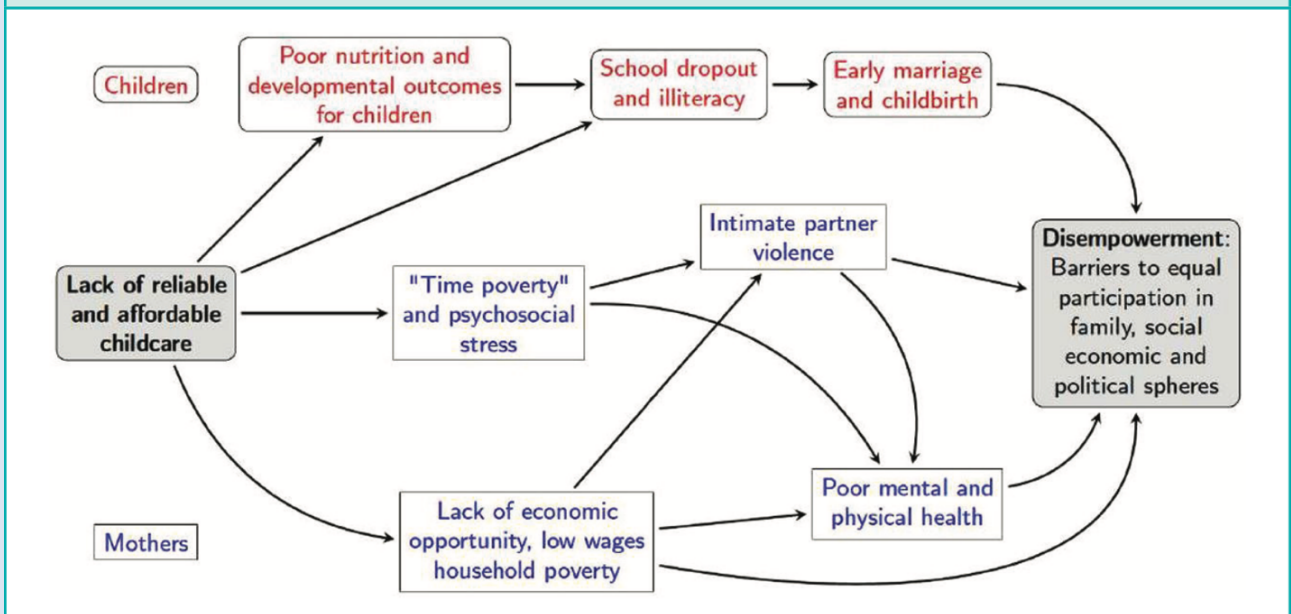 Children
Poor nutrition and
developmental outcomes
for children
School dropout
and illiteracy
Early marriage
and childbirth
Intimate partner
violence
Disempowerment:
Barriers to equal
participation in
family, social
economic and
political spheres
Lack of reliable
and affordable
childcare
"Time poverty"
and psychosocial
stress
Poor mental and
physical health
Lack of economic
opportunity, low wages
household poverty
Mothers